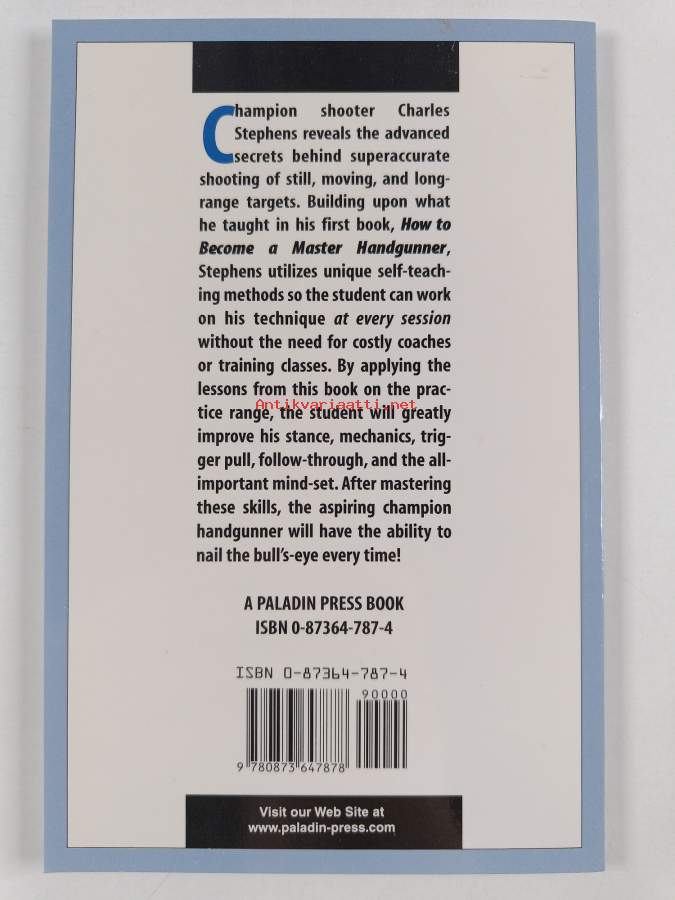 Champion shooter Charles
Stephens reveals the advanced
secrets behind superaccurate
shooting of still, moving, and long-
range targets. Building upon what
he taught in his first book, How to
Become a Master Handgunner,
Stephens utilizes unique self-teach-
ing methods so the student can work
on his technique at every session
without the need for costly coaches
or training classes. By applying the
lessons from this book on the prac-
Antikvariaatti.net
tice range, the student will greatly
improve his stance, mechanics, trig-
ger pull, follow-through, and the all-
important mind-set. After mastering
these skills, the aspiring champion
handgunner will have the ability to
nail the bull's-eye every time!
A PALADIN PRESS BOOK
ISBN 0-87364-787-4
ISBN 0-87364-787-4
90000
9 780873 647878
Visit our Web Site at
www.paladin-press.com